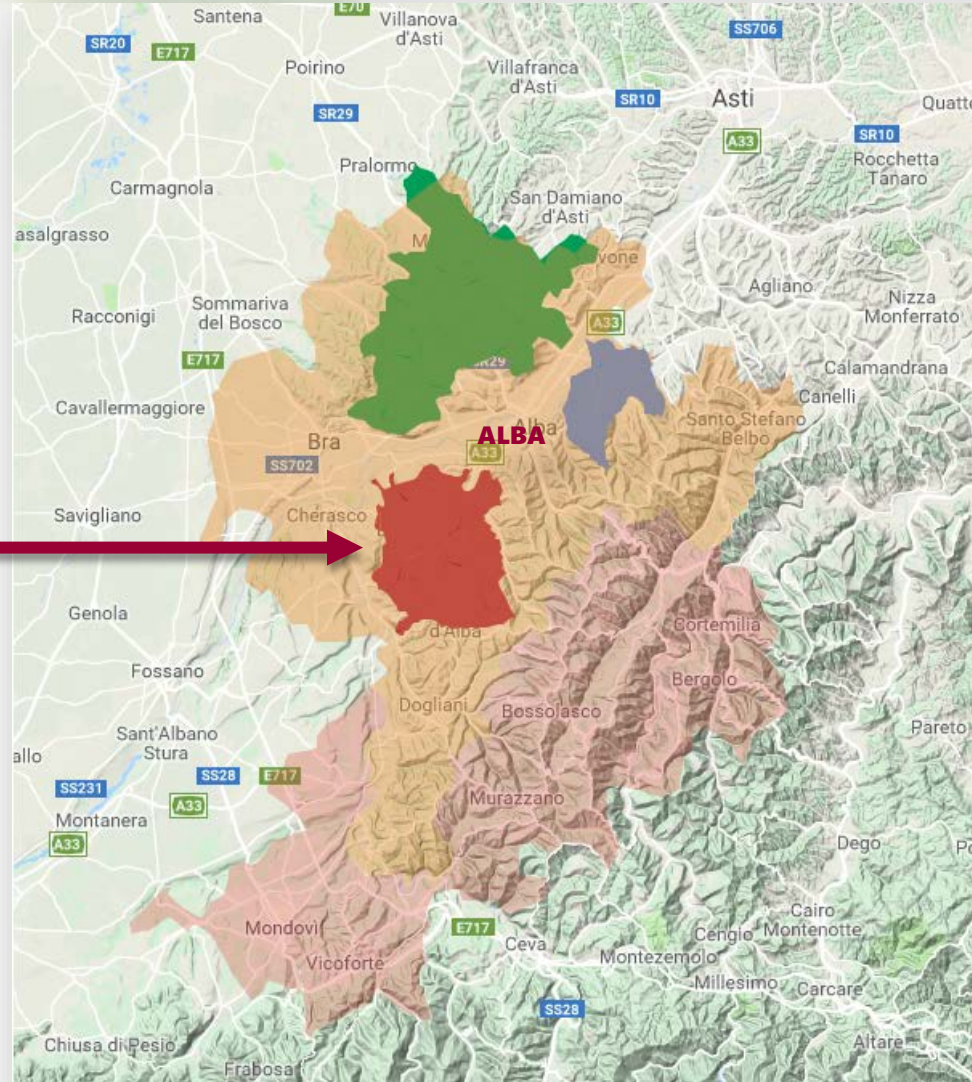 Santena
E70
Villanova
d'Asti
SS706
SR20
E717
Poirino
Villafranca
d'Asti
SR10
Asti
SR29
A33
SR10
Pralormo
Rocchetta
Tanaro
Carmagnola
San Damiano
d'Asti
asalgrasso
M
vone
Agliano
Racconigi
Sommariva
del Bosco
Nizza
Monferrato
A33
E717
Calamandrana
Cavallermaggiore
Canelli
Santo Stefano
Belbo
Bra
ALBA
Alba
A33
SS702
Savigliano
Cherasco
Genola
d'Alba
Cortemilia
Fossano
Bergolo
Dogliani
Bossolasco
Sant'Albano
Stura
Pareto
allo
SS28
E717
SS231
A33
Murazzano
Montanera
A33
Dego
Mondovì
E717
Ceva
Cengio
Cairo
Montenotte
Vicoforte
Montezemolo
Millesimo
Carcare
SS28
Chiusa di Pesio
Altare
Frabosa